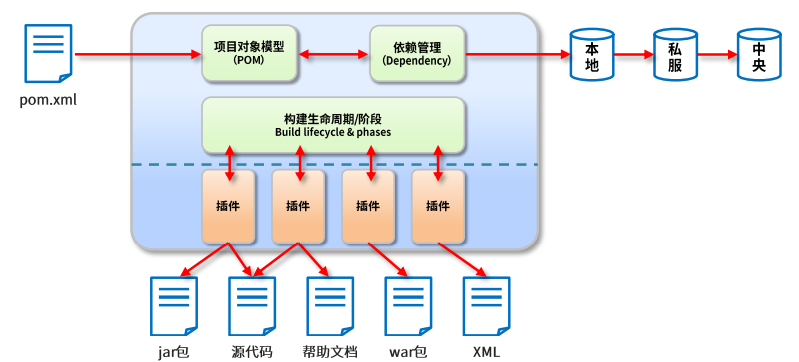 项目对象模型
（POM）
依赖管理
（Dependency）
本
地
私
服
中
央
pom.xml
构建生命周期/阶段
Build lifecycle & phases
插件
插件
插件
插件
jar包
源代码
帮助文档
war包
XML